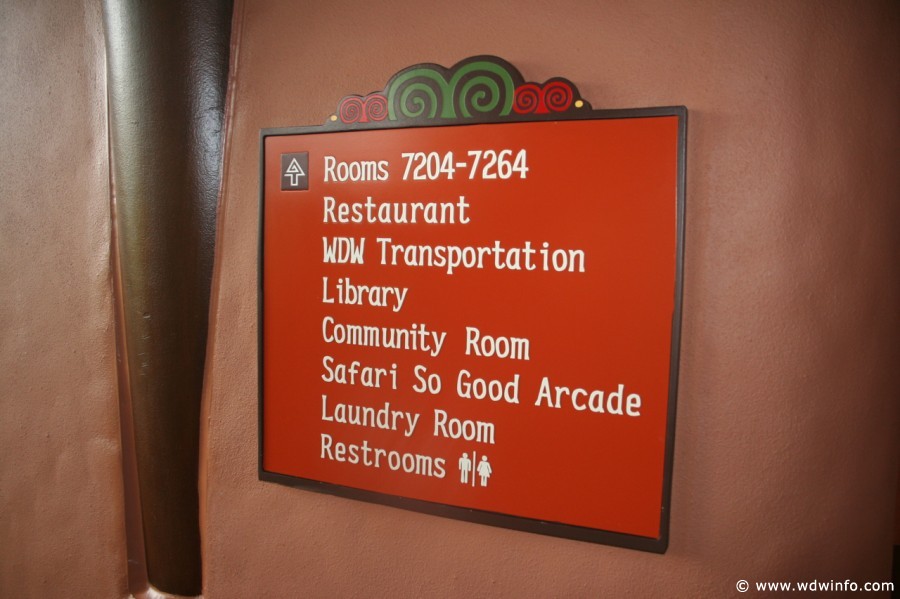 Rooms 7204-7264
Restaurant
WDW Transportation
Library
Community Room
Safari So Good Arcade
Laundry Room
Restrooms
© www.wdwinfo.com